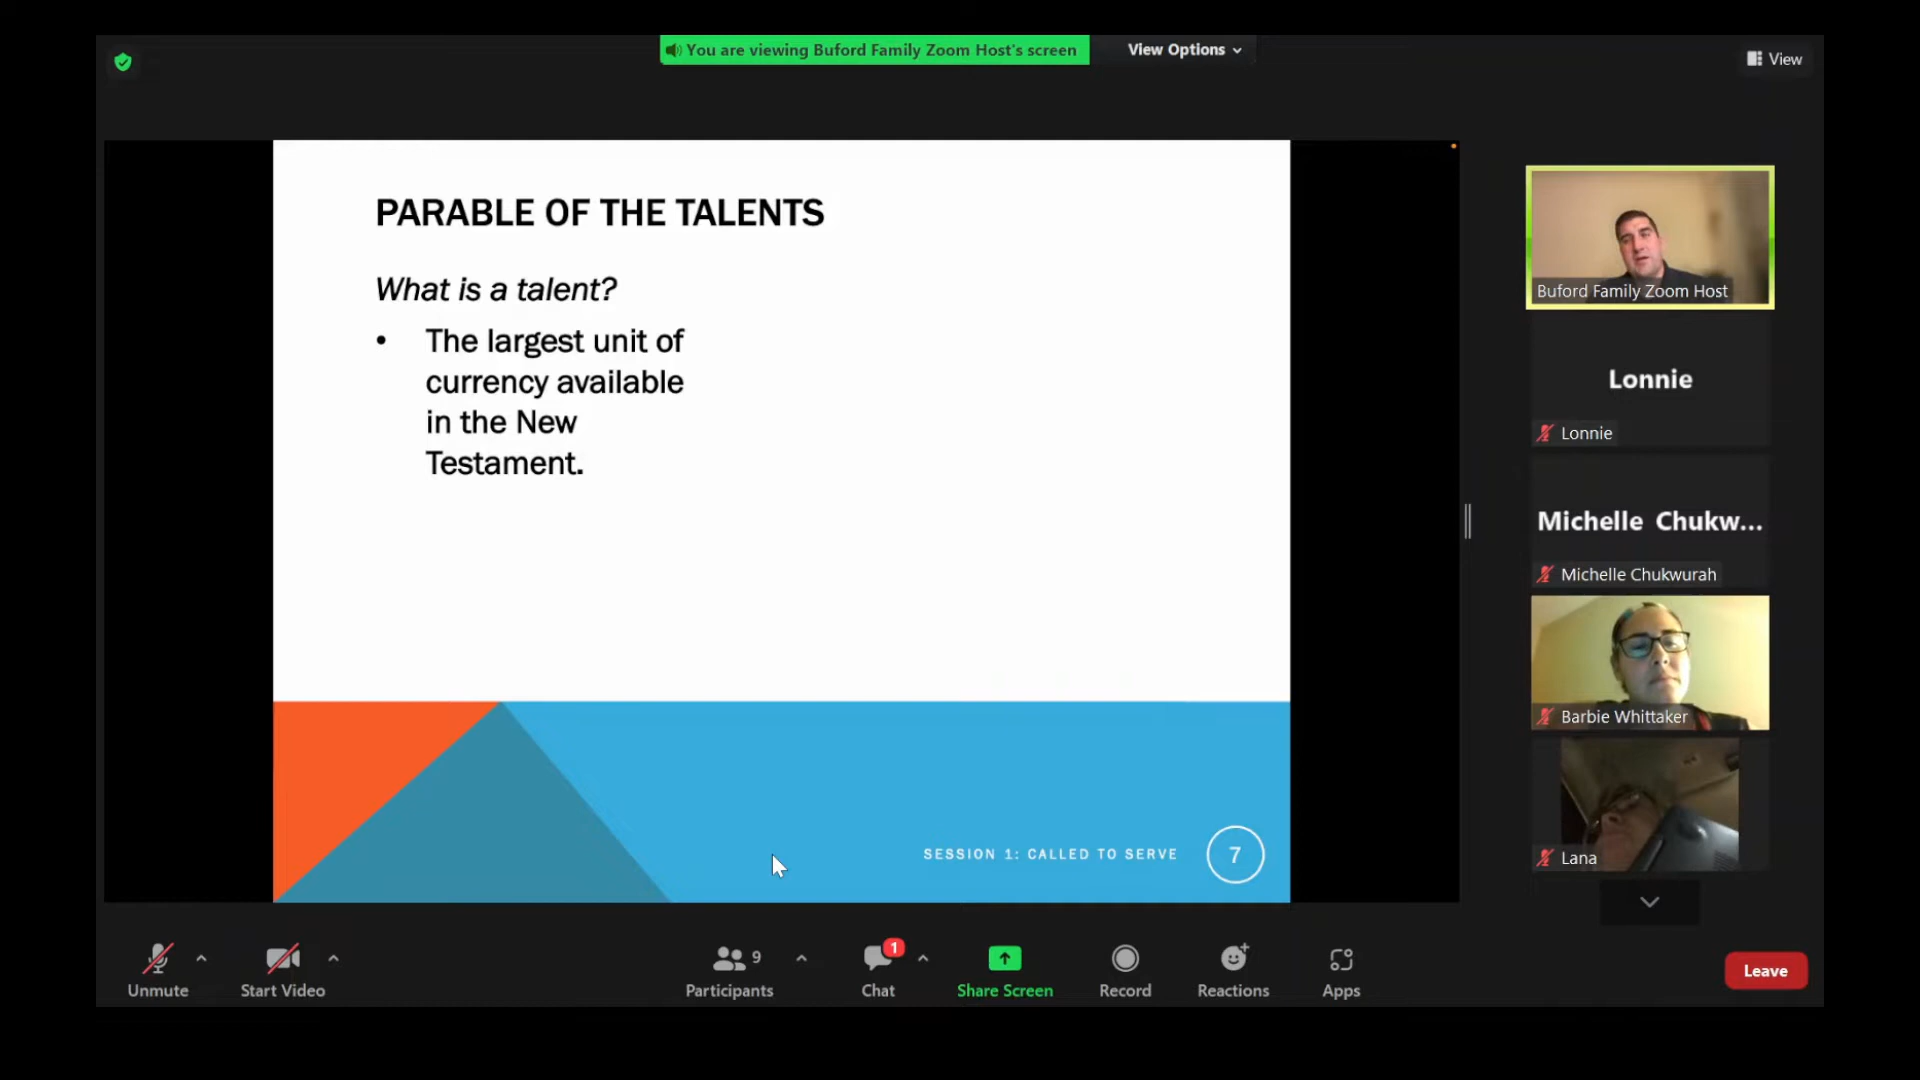 You are viewing Buford Family Zoom Host's screen
View Options
View
PARABLE OF THE TALENTS
What is a talent?
• The largest unit of
currency available
in the New
Testament.
SESSION 1: CALLED TO SERVE
7
Buford Family Zoom Host
Lonnie
Lonnie
Michelle Chukw...
Michelle Chukwurah
Barbie Whittaker
Lana
Unmute
Start Video
9
Participants
1
Chat
Share Screen
Record
Reactions
Apps
Leave